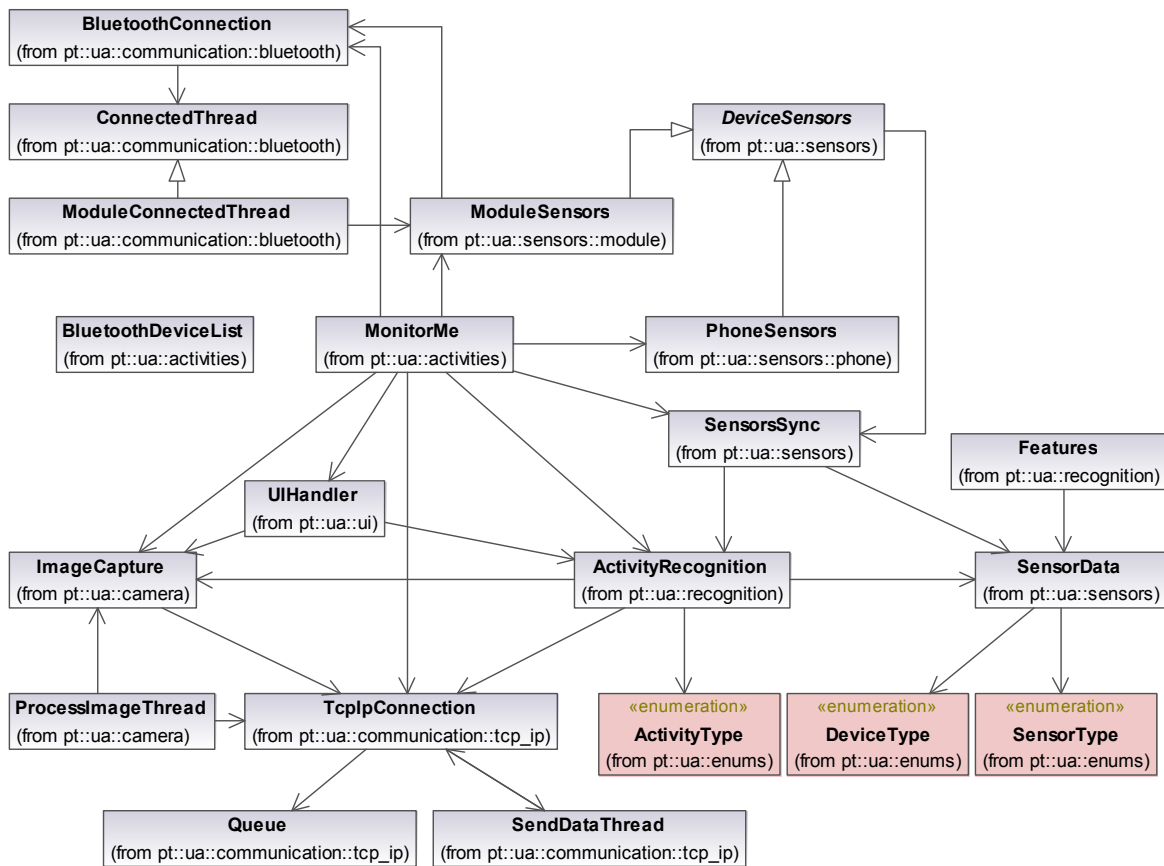 BluetoothConnection
(from pt::ua::communication::bluetooth)
ConnectedThread
(from pt::ua::communication::bluetooth)
DeviceSensors
(from pt::ua::sensors)
ModuleConnectedThread
(from pt::ua::communication::bluetooth)
ModuleSensors
(from pt::ua::sensors::module)
BluetoothDeviceList
(from pt::ua::activities)
MonitorMe
(from pt::ua::activities)
PhoneSensors
(from pt::ua::sensors::phone)
SensorsSync
(from pt::ua::sensors)
Features
(from pt::ua::recognition)
UIHandler
(from pt::ua::ui)
ImageCapture
(from pt::ua::camera)
ActivityRecognition
(from pt::ua::recognition)
SensorData
(from pt::ua::sensors)
ProcessImageThread
(from pt::ua::camera)
TcpIpConnection
(from pt::ua::communication::tcp_ip)
«enumeration»
ActivityType
(from pt::ua::enums)
«enumeration»
DeviceType
(from pt::ua::enums)
«enumeration»
SensorType
(from pt::ua::enums)
Queue
(from pt::ua::communication::tcp_ip)
SendDataThread
(from pt::ua::communication::tcp_ip)